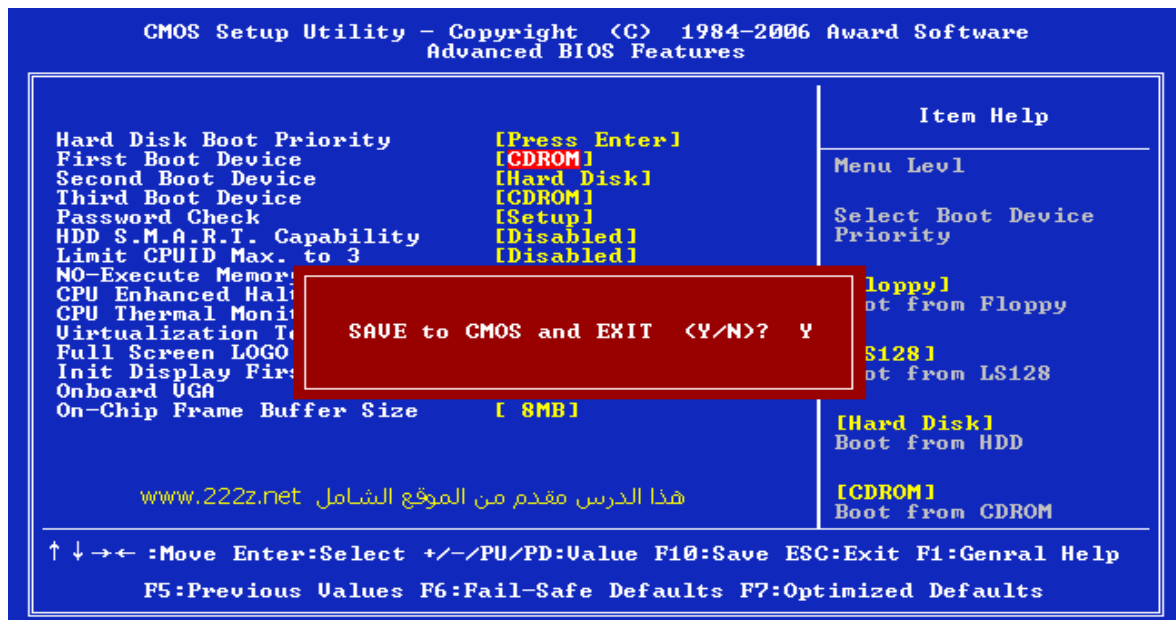 CMOS Setup Utility - Copyright (C) 1984-2006 Award Software
Advanced BIOS Features
Hard Disk Boot Priority [Press Enter]
First Boot Device [CDROM]
Second Boot Device [Hard Disk]
Third Boot Device [CDROM]
Password Check [Setup]
HDD S.M.A.R.T. Capability [Disabled]
Limit CPUID Max. to 3 [Disabled]
NO-Execute
CPU Enhanced
CPU Thermal
Virtualization
Full Screen LOGO
Init Display
Onboard VGA
On-Chip Frame Buffer Size [ 8MB]
SAVE to CMOS and EXIT (Y/N)? Y
Item Help
Menu Levl
Select Boot Device
Priority
loppy]
ot from Floppy
S128]
ot from LS128
[Hard Disk]
Boot from HDD
[CDROM]
Boot from CDROM
هذا الدرس مقدم من الموقع الشامل www.222z.net
↑↓→← :Move Enter:Select +/-/PU/PD:Value F10:Save ESC:Exit F1:Genral Help
F5:Previous Values F6:Fail-Safe Defaults F7:Optimized Defaults